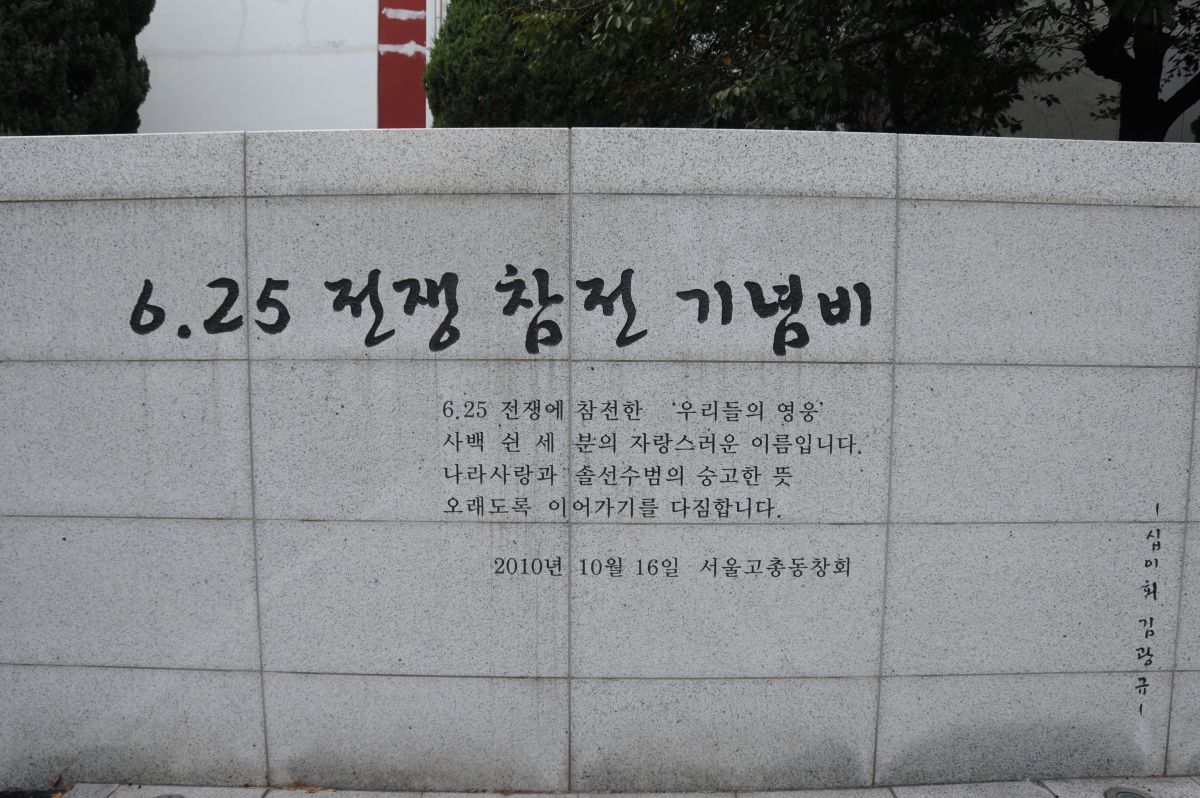 6.25 전쟁 참전 기념비
6.25 전쟁에 참전한 '우리들의 영웅'
사백 쉰 세 분의 자랑스러운 이름입니다.
나라사랑과 솔선수범의 숭고한 뜻
오래도록 이어가기를 다짐합니다.
2010년 10월 16일 서울고총동창회
- 십이회 김광규 -